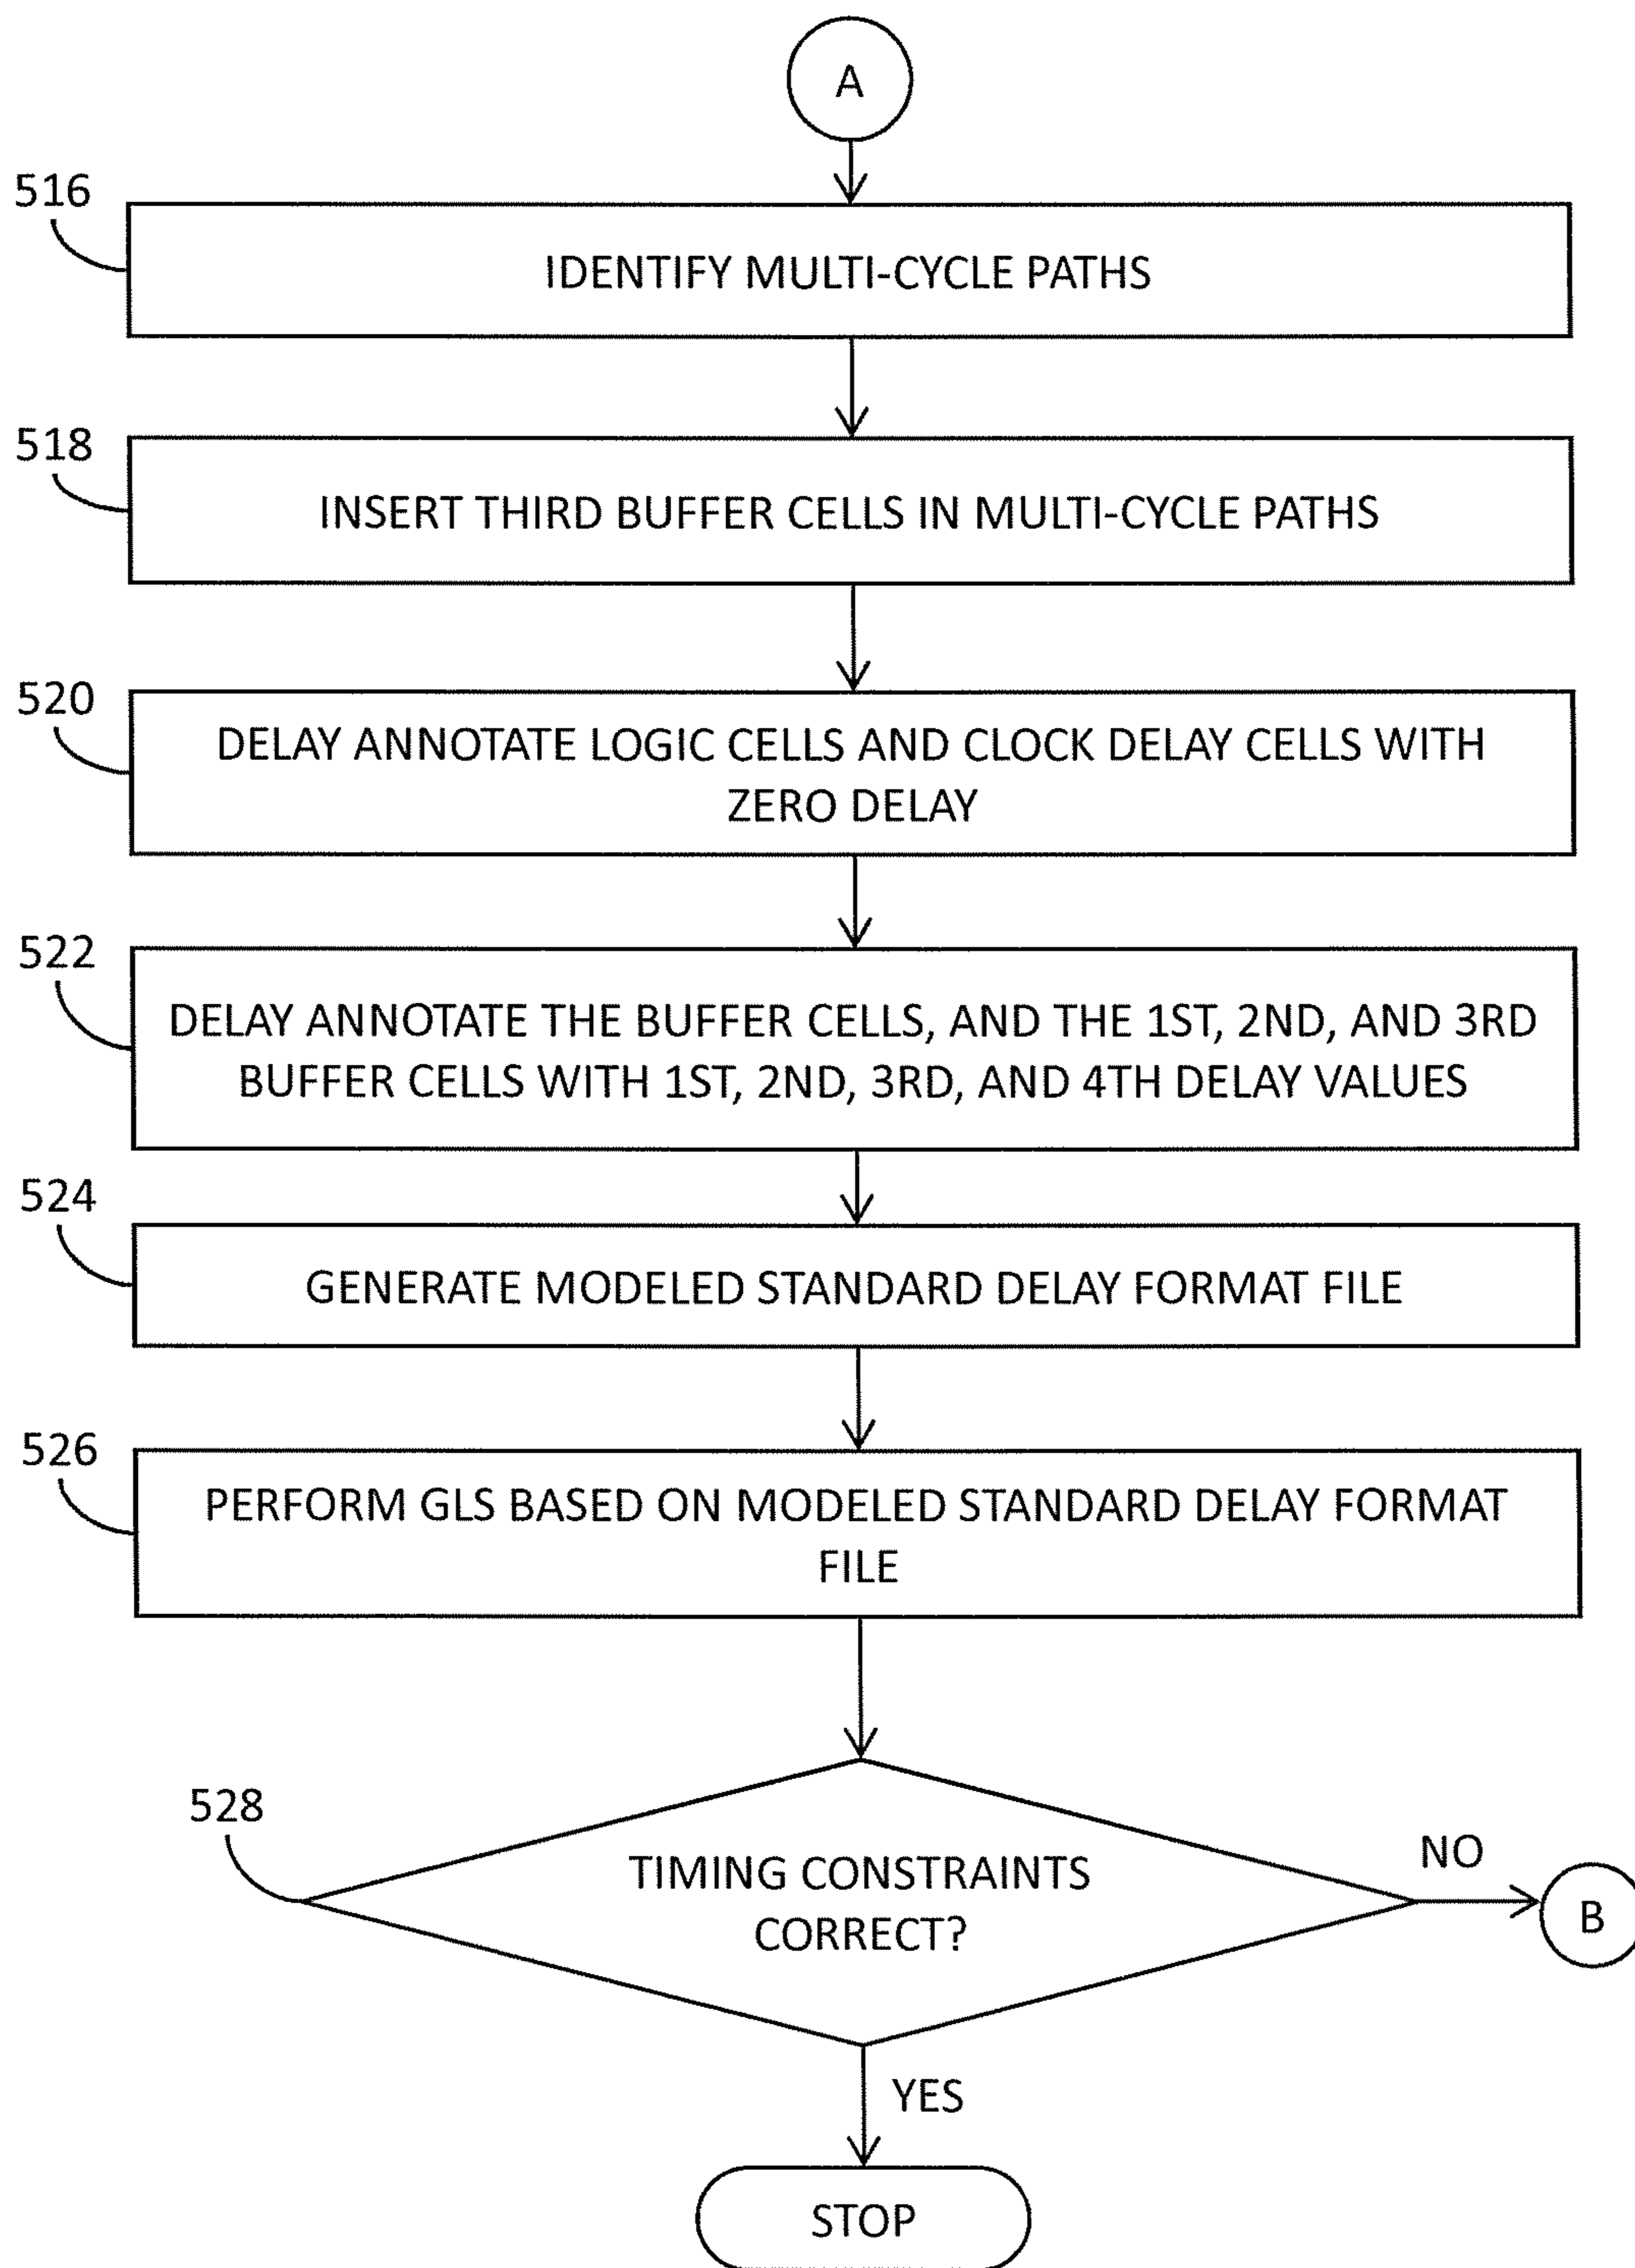 A
516
IDENTIFY MULTI-CYCLE PATHS
518
INSERT THIRD BUFFER CELLS IN MULTI-CYCLE PATHS
520
DELAY ANNOTATE LOGIC CELLS AND CLOCK DELAY CELLS WITH
ZERO DELAY
522
DELAY ANNOTATE THE BUFFER CELLS, AND THE 1ST, 2ND, AND 3RD
BUFFER CELLS WITH 1ST, 2ND, 3RD, AND 4TH DELAY VALUES
524
GENERATE MODELED STANDARD DELAY FORMAT FILE
526
PERFORM GLS BASED ON MODELED STANDARD DELAY FORMAT
FILE
528
TIMING CONSTRAINTS
CORRECT?
NO
B
YES
STOP